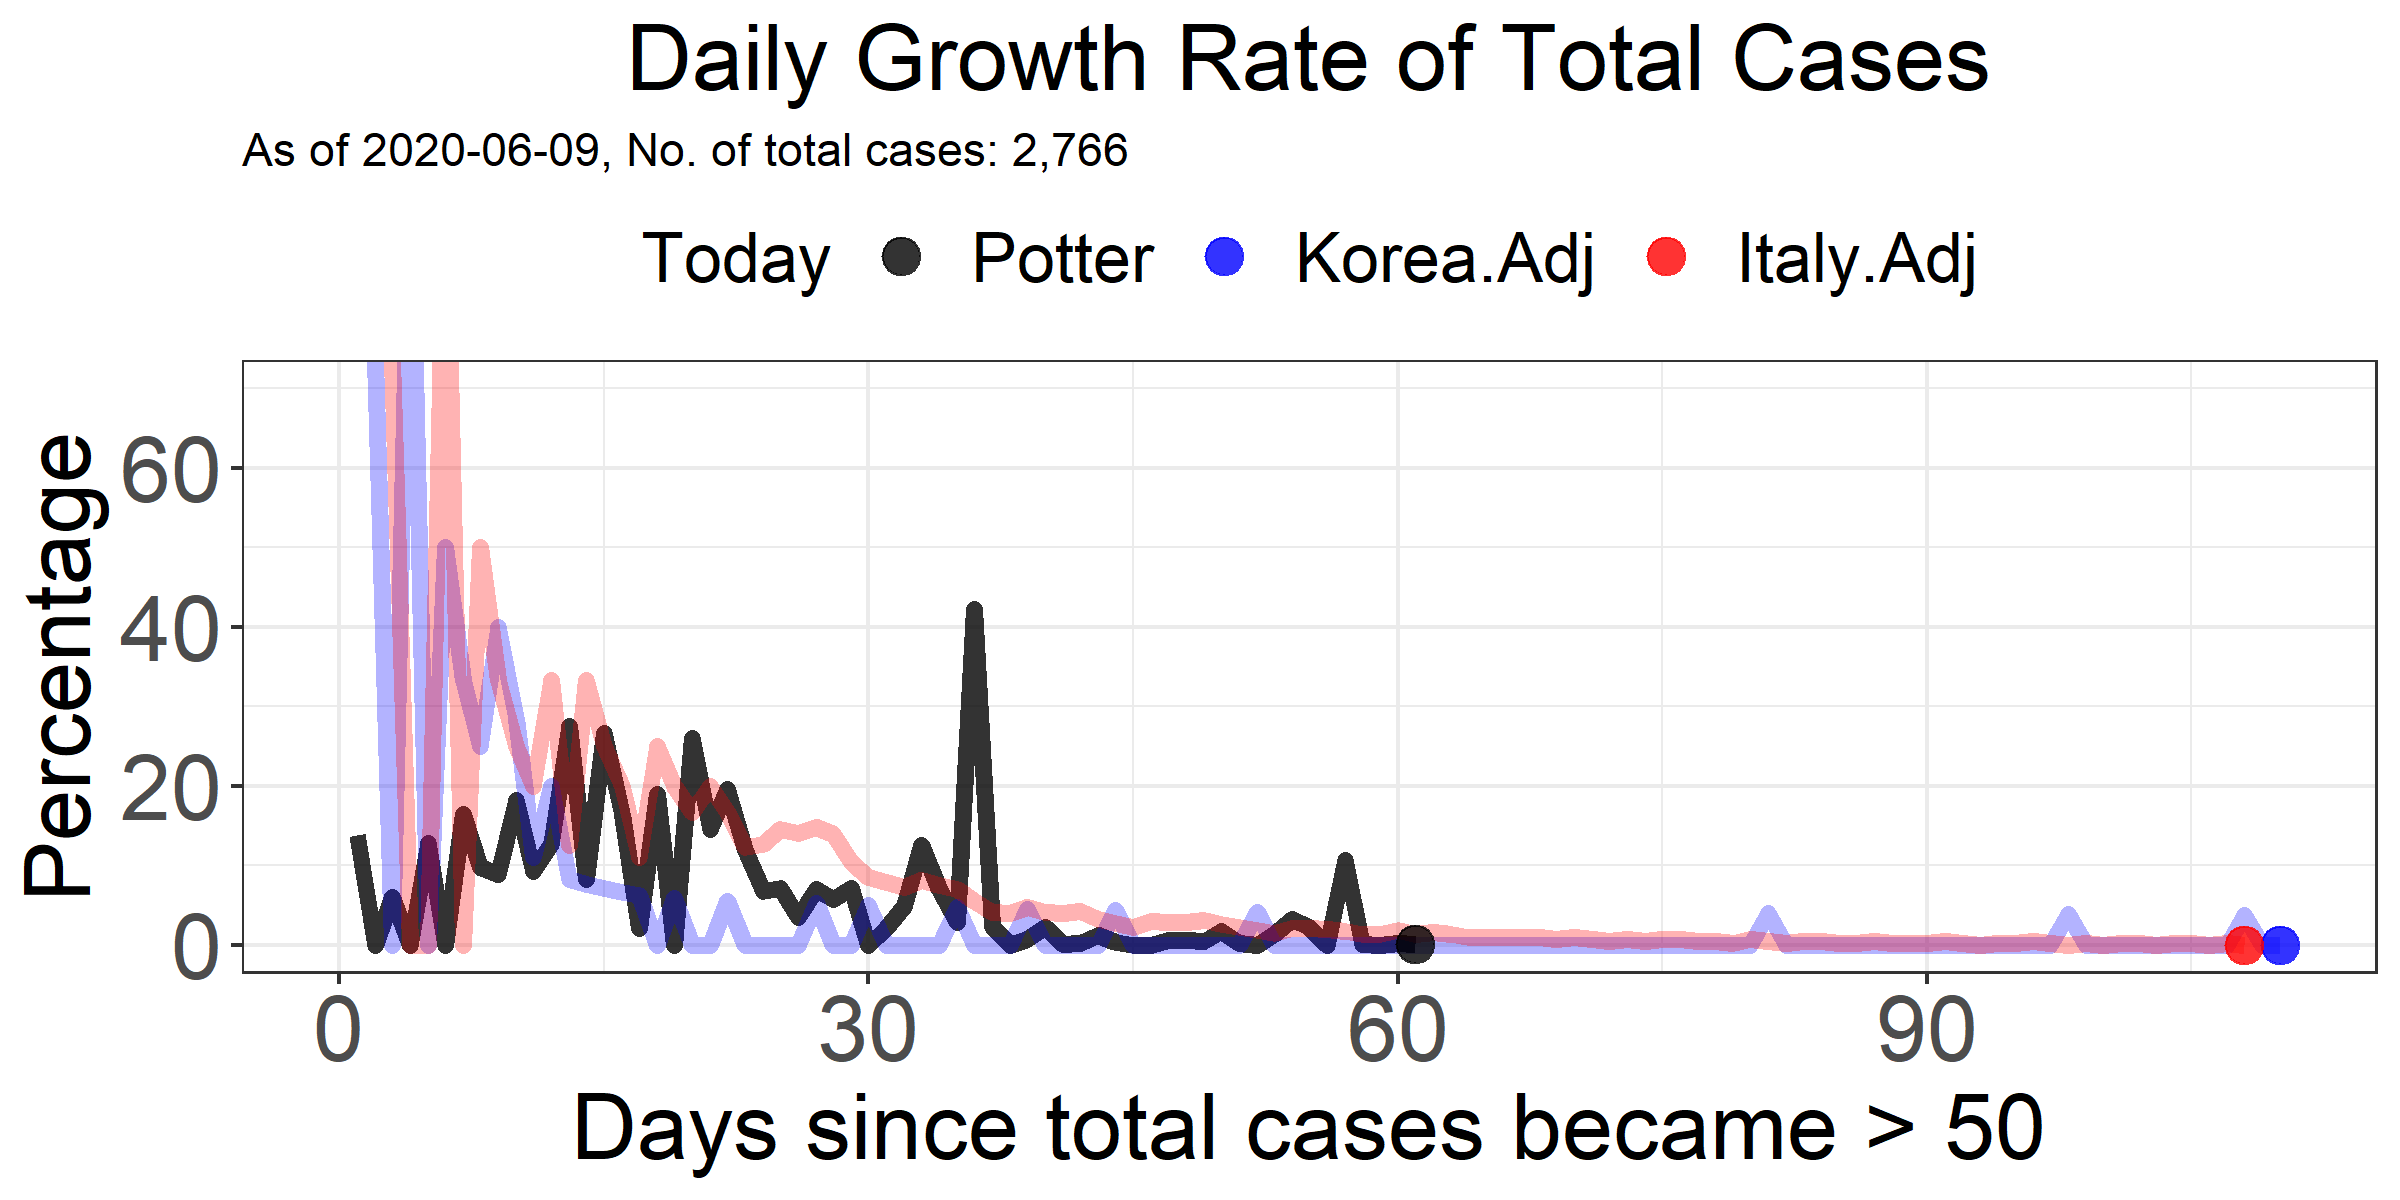 Daily Growth Rate of Total Cases
As of 2020-06-09, No. of total cases: 2,766
Today Potter Korea.Adj Italy.Adj
Percentage
60
40
20
0
0 30 60 90
Days since total cases became > 50